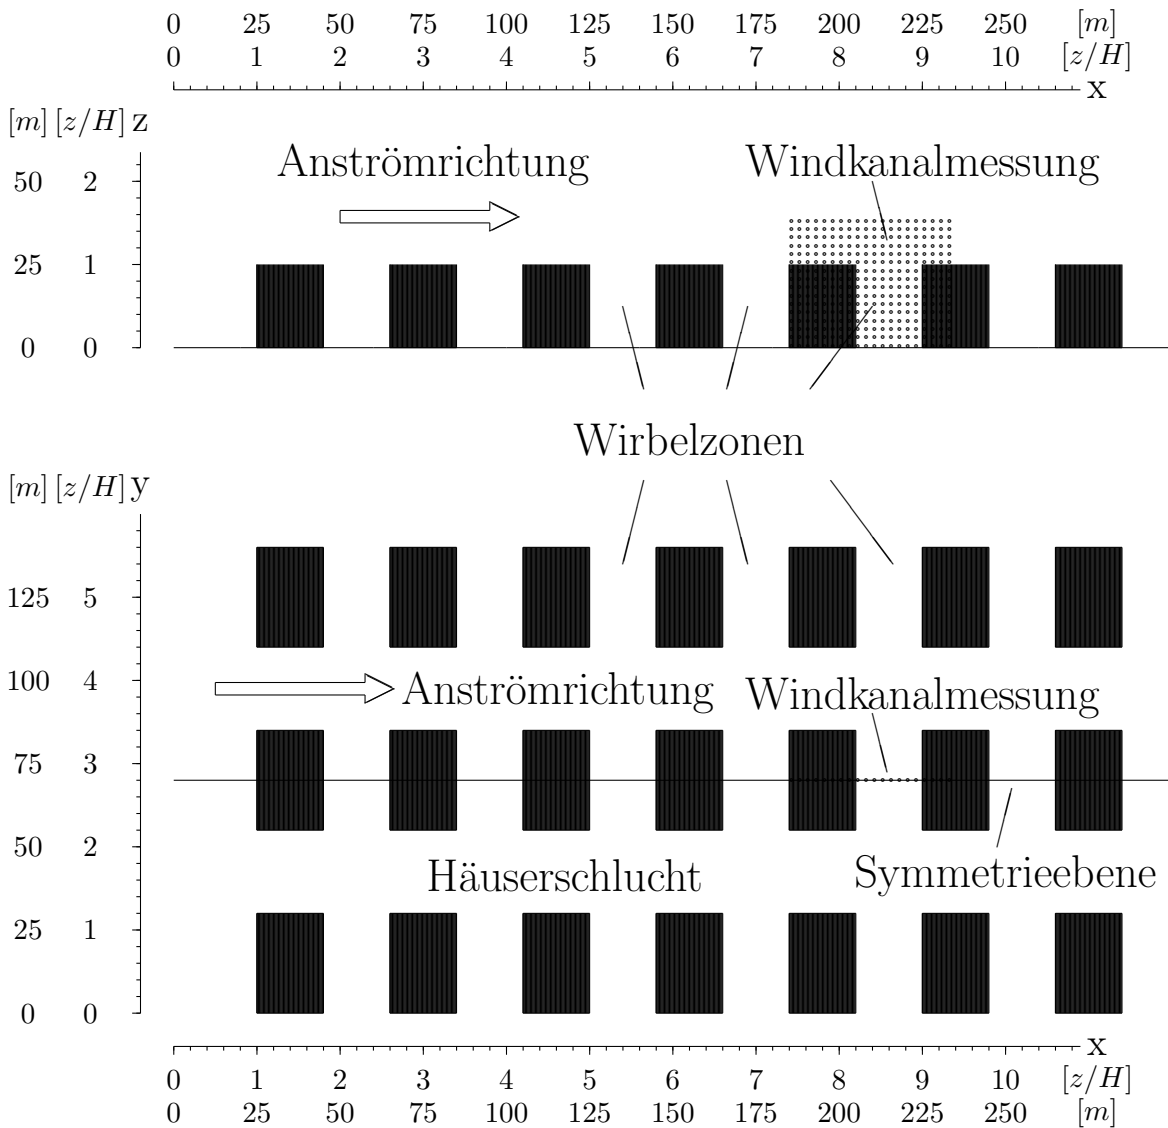 0 25 50 75 100 125 150 175 200 225 250 [m]
0 1 2 3 4 5 6 7 8 9 10 [z/H]
x
[m] [z/H] z
Anströmrichtung Windkanalmessung
50 2
25 1
0 0
Wirbelzonen
[m] [z/H] y
125 5
100 4 Anströmrichtung Windkanalmessung
75 3
50 2
Häuserschlucht Symmetrieebene
25 1
0 0
x
0 1 2 3 4 5 6 7 8 9 10 [z/H]
0 25 50 75 100 125 150 175 200 225 250 [m]